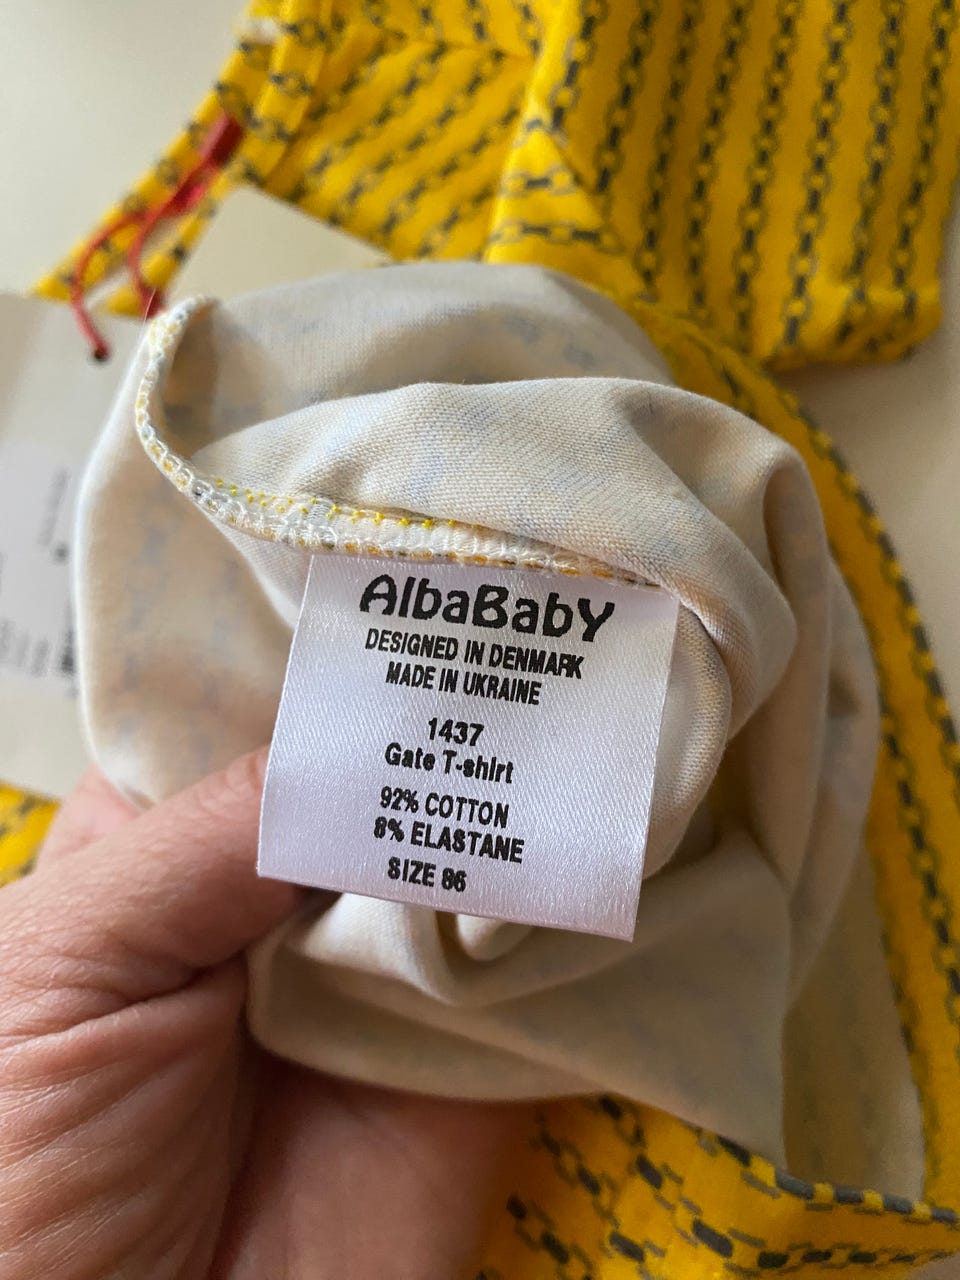 AlbaBabY
DESIGNED IN DENMARK
MADE IN UKRAINE
1437
Gate T-shirt
92% COTTON
8% ELASTANE
SIZE 86